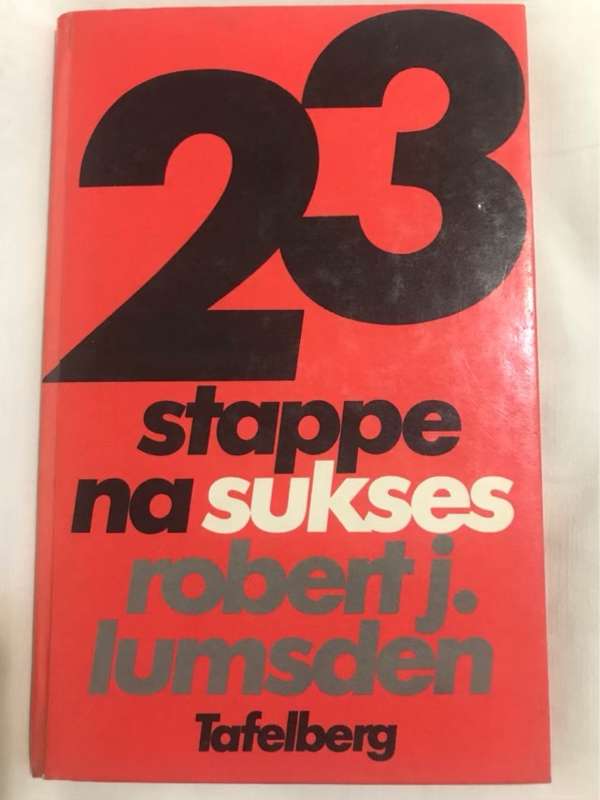 23
stappe
na sukses
robert j.
lumsden
Tafelberg